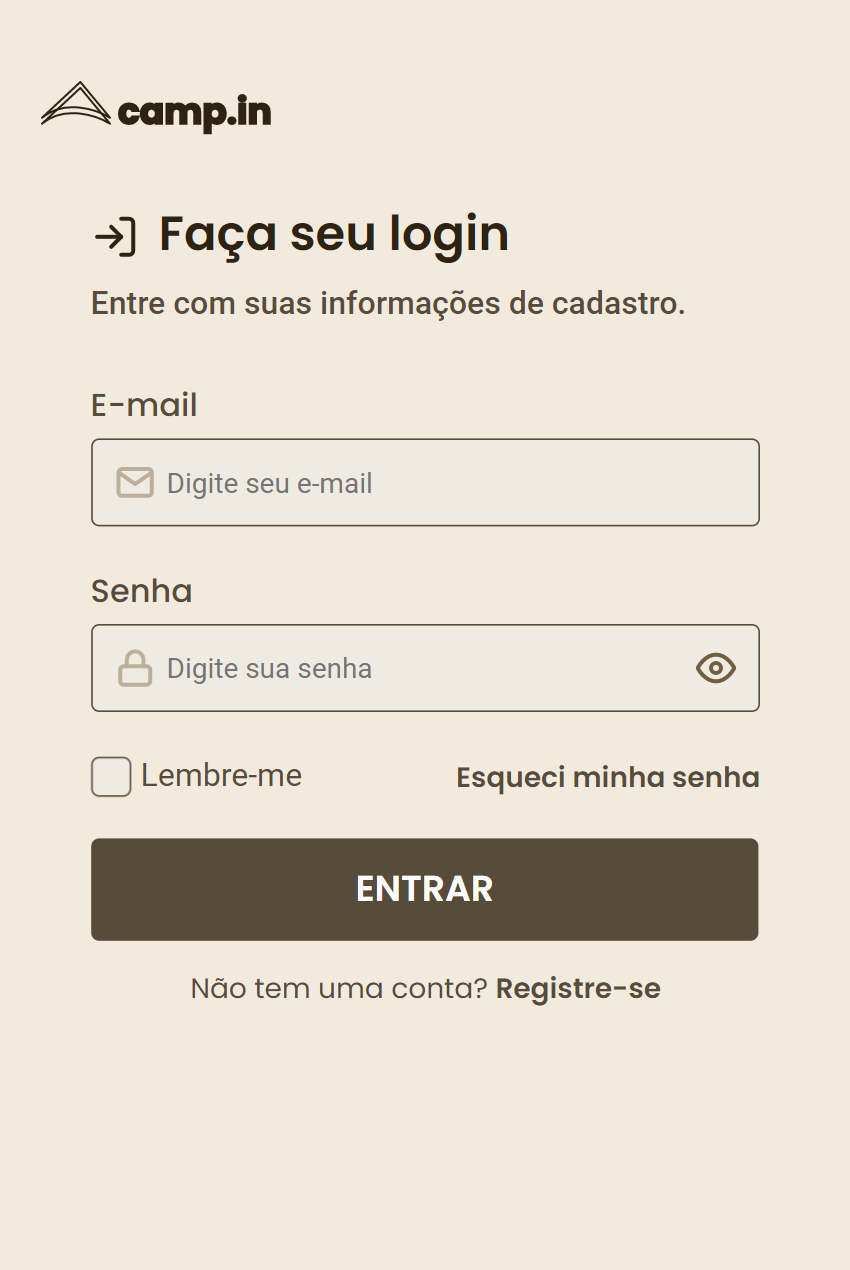 camp.in
Faça seu login
Entre com suas informações de cadastro.
E-mail
Digite seu e-mail
Senha
Digite sua senha
Lembre-me Esqueci minha senha
ENTRAR
Não tem uma conta? Registre-se